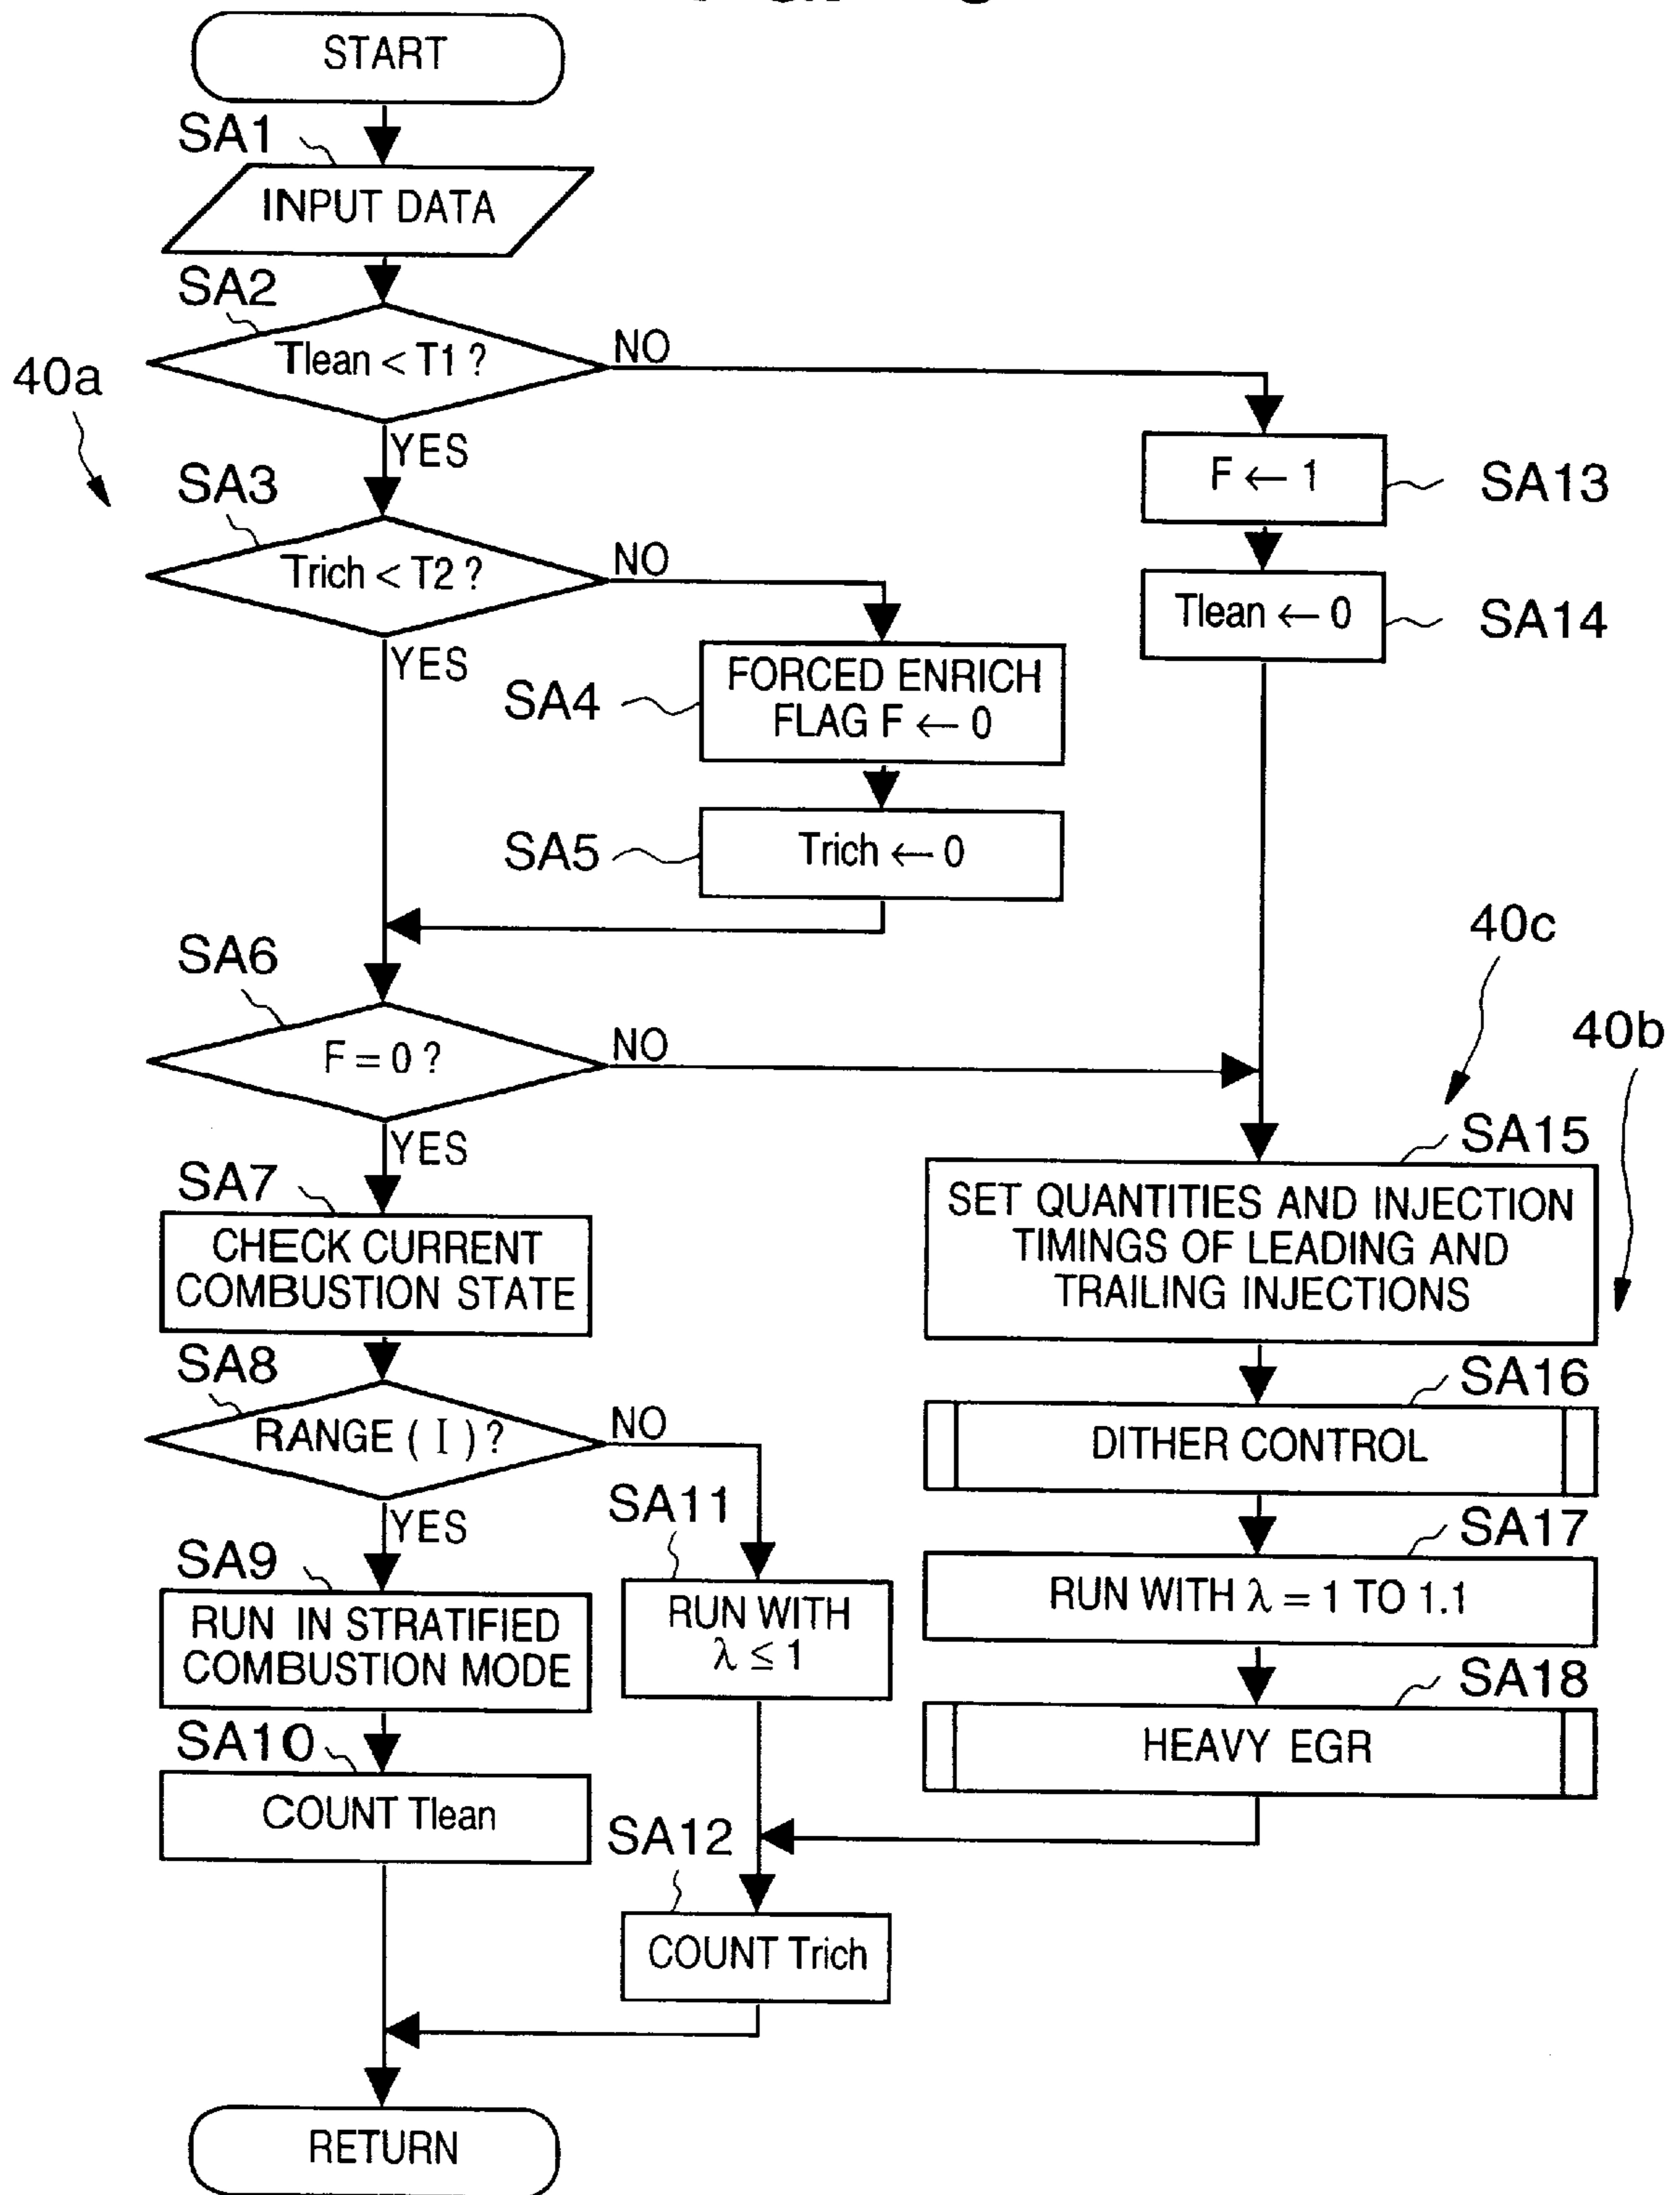 START
SA1
INPUT DATA
SA2
Tlean < T1 ?
NO
40a
YES
F ← 1
SA13
SA3
Trich < T2 ?
NO
Tlean ← 0
SA14
YES
SA4
FORCED ENRICH
FLAG F ← 0
SA5
Trich ← 0
40c
SA6
40b
F = 0 ?
NO
YES
SA15
SET QUANTITIES AND INJECTION
TIMINGS OF LEADING AND
TRAILING INJECTIONS
SA7
CHECK CURRENT
COMBUSTION STATE
SA8
RANGE ( I ) ?
NO
SA16
DITHER CONTROL
YES
SA11
RUN WITH
λ ≤ 1
SA17
RUN WITH λ = 1 TO 1.1
SA9
RUN IN STRATIFIED
COMBUSTION MODE
SA18
HEAVY EGR
SA10
COUNT Tlean
SA12
COUNT Trich
RETURN